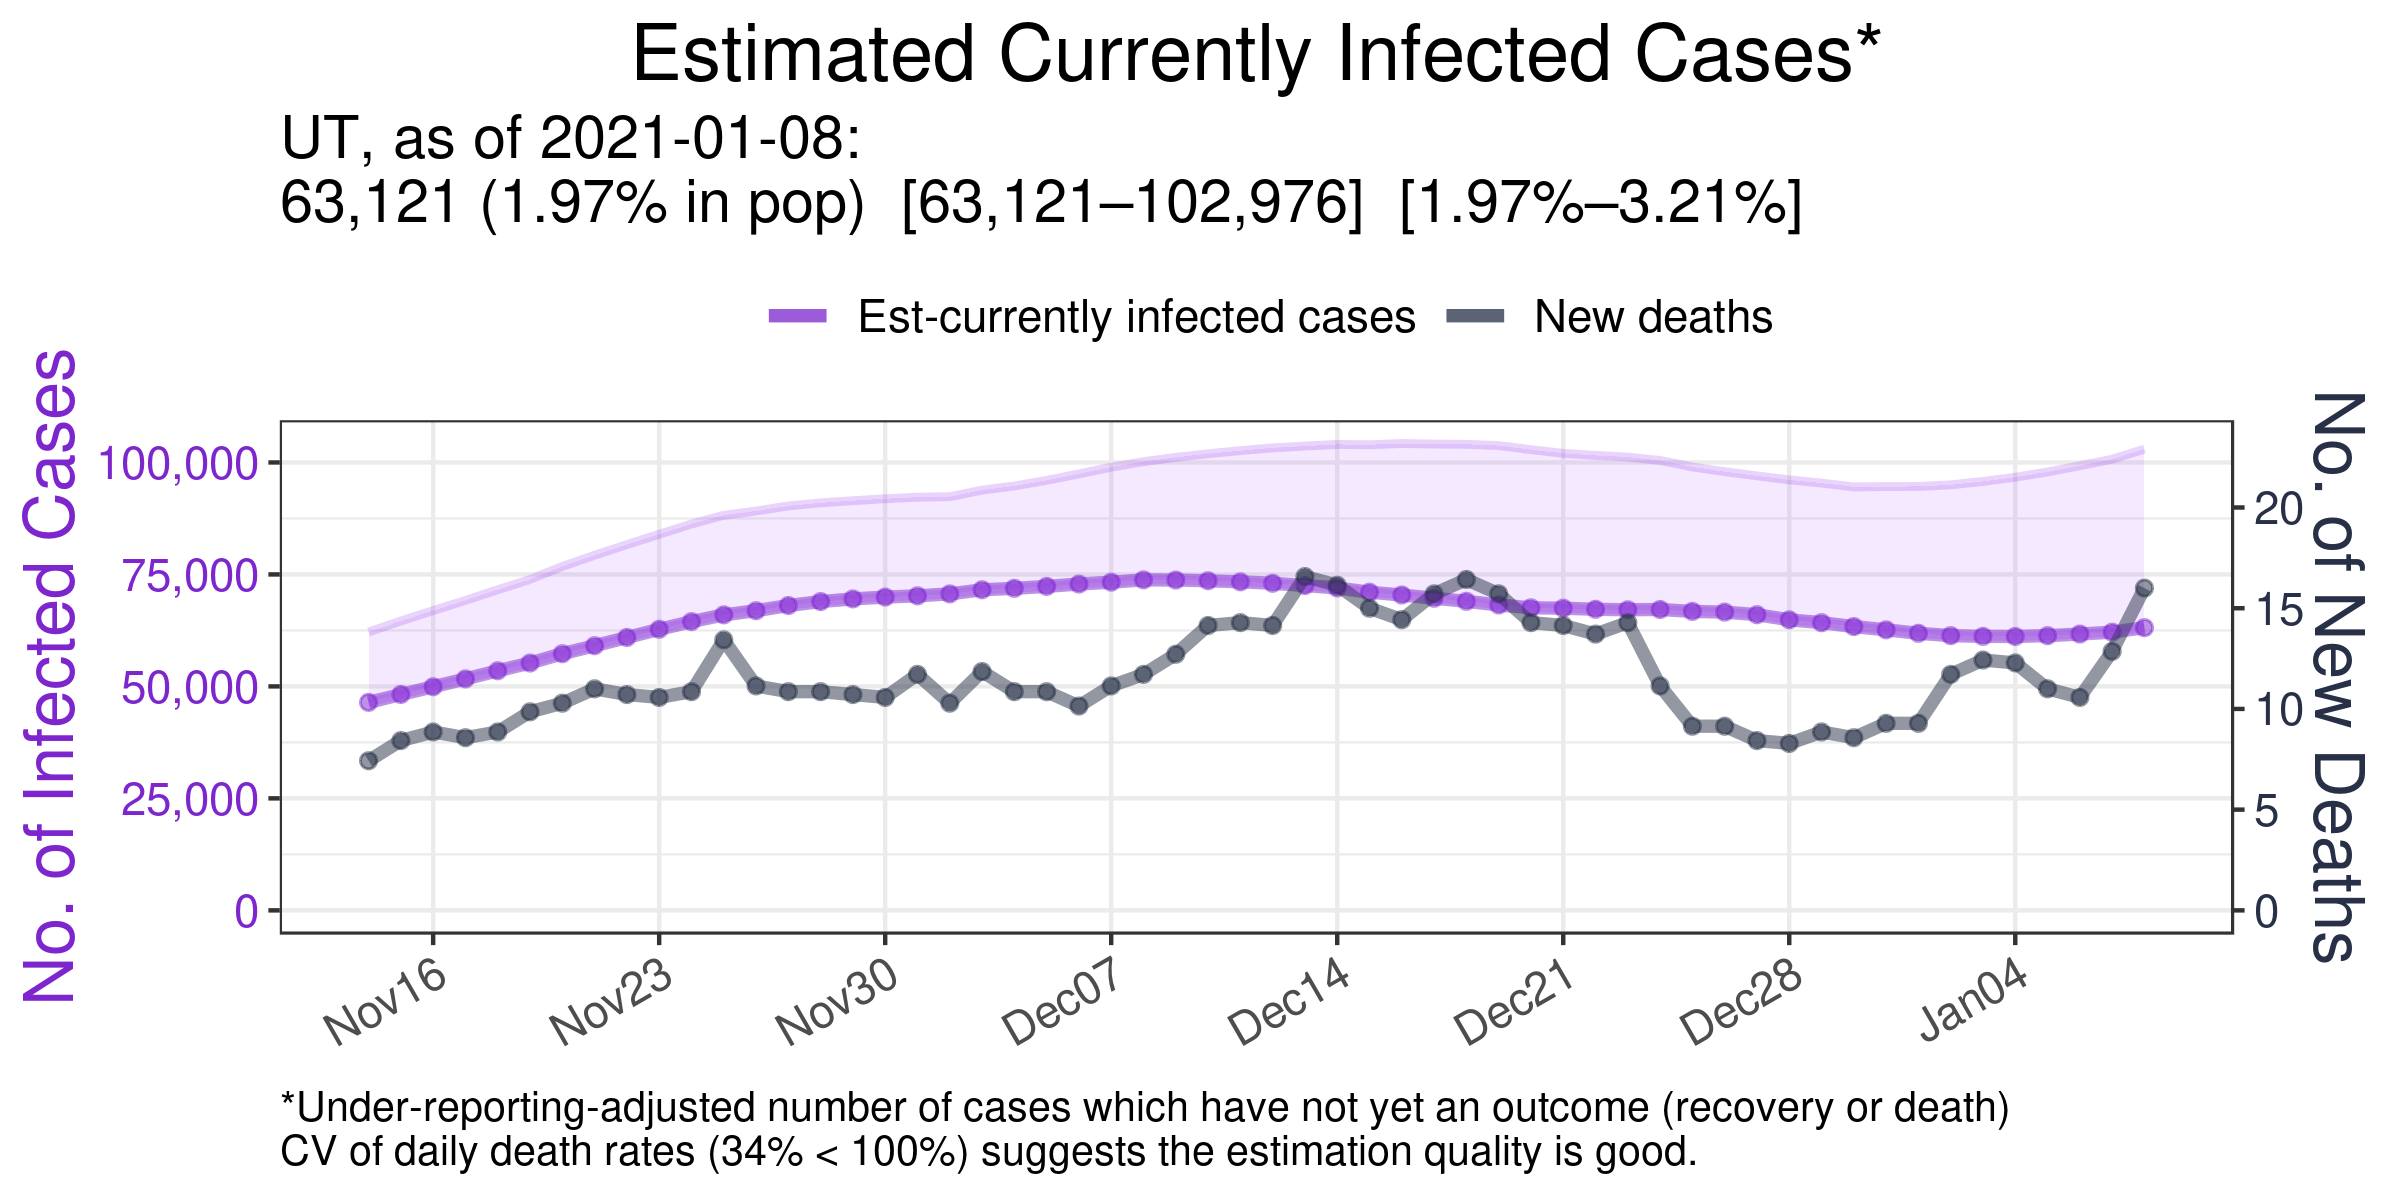 Estimated Currently Infected Cases*
UT, as of 2021-01-08:
63,121 (1.97% in pop)  [63,121–102,976]  [1.97%–3.21%]
Est-currently infected cases
New deaths
No. of Infected Cases
100,000
75,000
50,000
25,000
0
No. of New Deaths
20
15
10
5
0
Nov16
Nov23
Nov30
Dec07
Dec14
Dec21
Dec28
Jan04
*Under-reporting-adjusted number of cases which have not yet an outcome (recovery or death)
CV of daily death rates (34% < 100%) suggests the estimation quality is good.